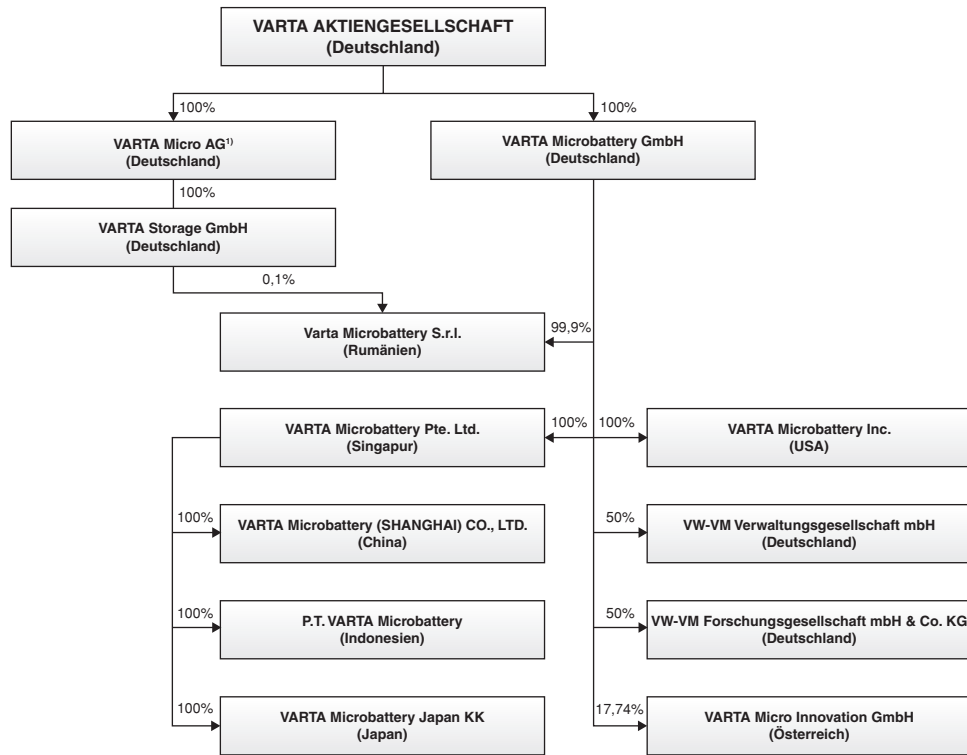 VARTA AKTIENGESELLSCHAFT
(Deutschland)
100%
100%
VARTA Micro AG¹⁾
(Deutschland)
VARTA Microbattery GmbH
(Deutschland)
100%
VARTA Storage GmbH
(Deutschland)
0,1%
Varta Microbattery S.r.l.
(Rumänien)
99,9%
VARTA Microbattery Pte. Ltd.
(Singapur)
100%
100%
VARTA Microbattery Inc.
(USA)
100%
VARTA Microbattery (SHANGHAI) CO., LTD.
(China)
50%
VW-VM Verwaltungsgesellschaft mbH
(Deutschland)
100%
P.T. VARTA Microbattery
(Indonesien)
50%
VW-VM Forschungsgesellschaft mbH & Co. KG
(Deutschland)
100%
VARTA Microbattery Japan KK
(Japan)
17,74%
VARTA Micro Innovation GmbH
(Österreich)